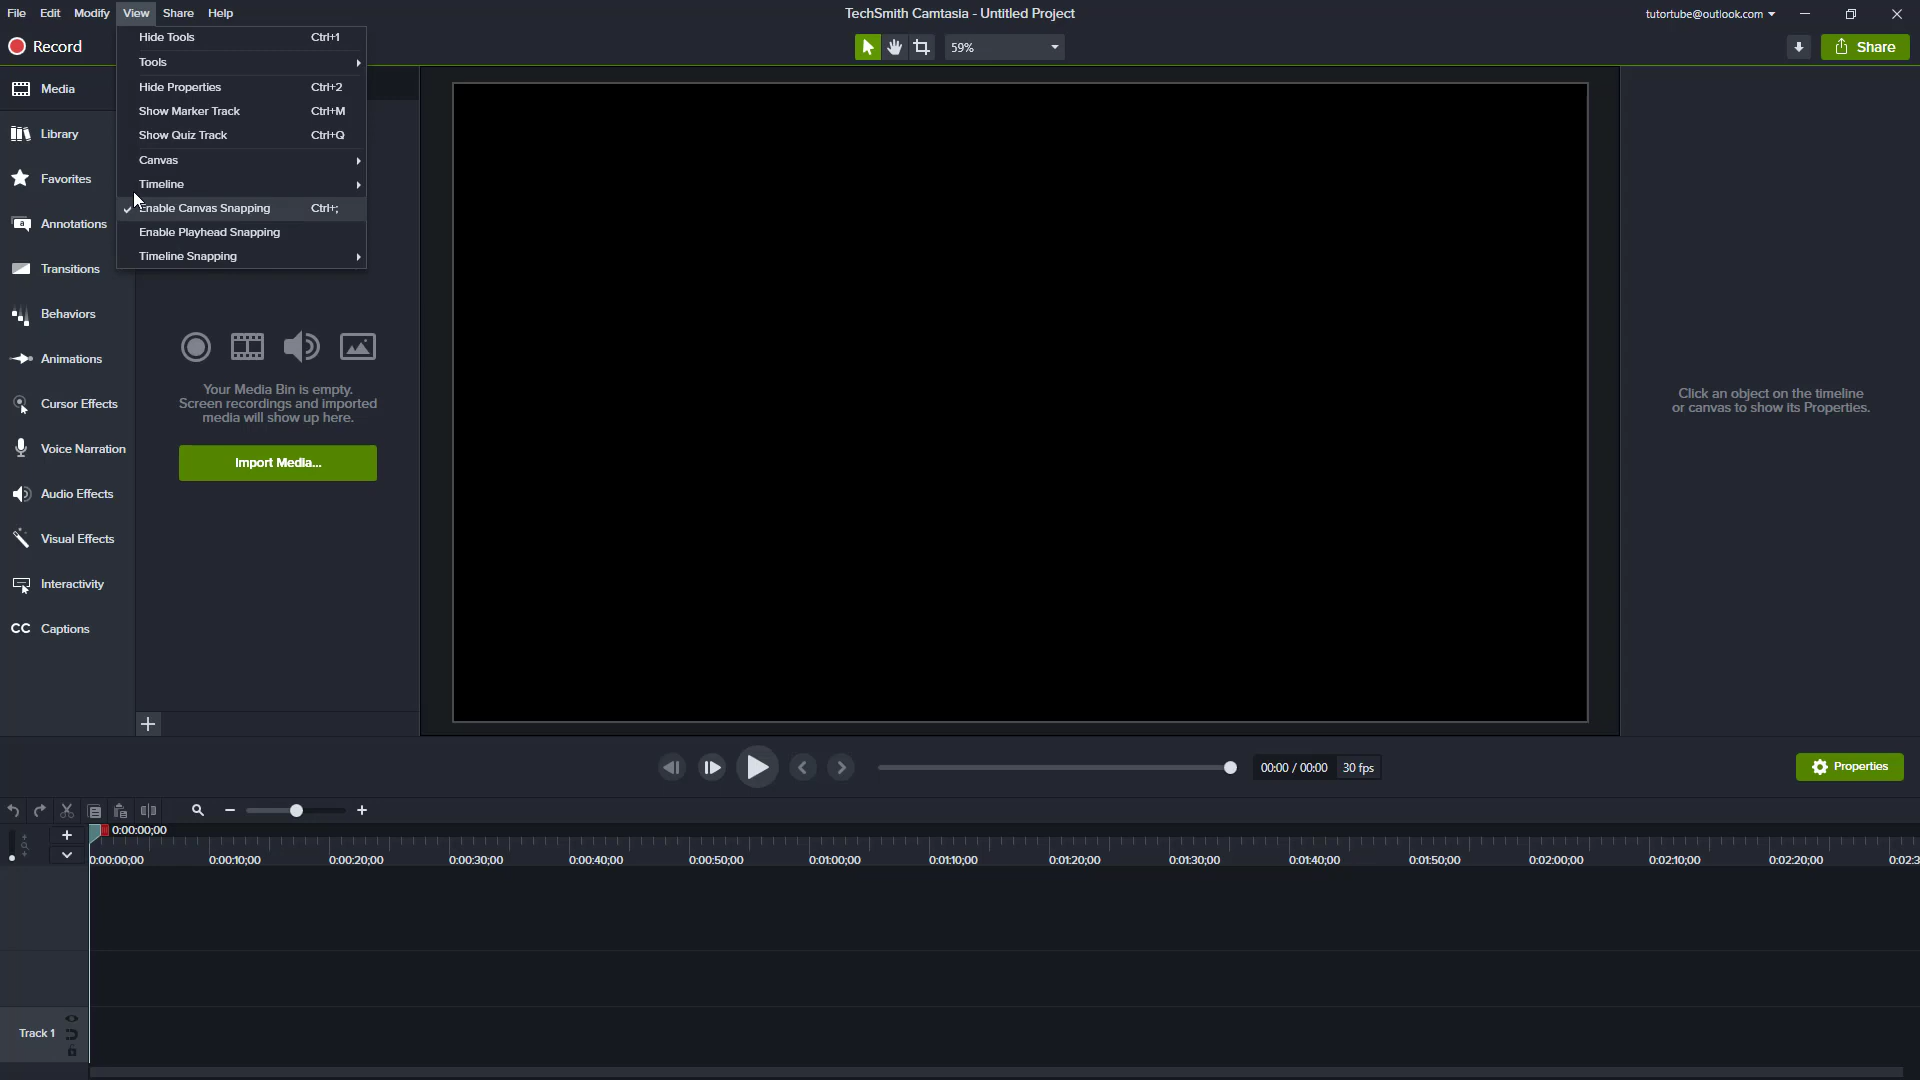 File Edit Modify View Share Help
TechSmith Camtasia - Untitled Project
tutortube@outlook.com
Record
59%
Share
Hide Tools Ctrl+1
Tools
Hide Properties Ctrl+2
Show Marker Track Ctrl+M
Show Quiz Track Ctrl+Q
Canvas
Timeline
Enable Canvas Snapping Ctrl+;
Enable Playhead Snapping
Timeline Snapping
Media
Library
Favorites
Annotations
Transitions
Behaviors
Animations
Cursor Effects
Voice Narration
Audio Effects
Visual Effects
Interactivity
CC Captions
Your Media Bin is empty.
Screen recordings and imported
media will show up here.
Import Media...
Click an object on the timeline
or canvas to show its Properties.
00:00 / 00:00 30 fps
Properties
0:00:00;00
0:00:00;00 0:00:10;00 0:00:20;00 0:00:30;00 0:00:40;00 0:00:50;00 0:01:00;00 0:01:10;00 0:01:20;00 0:01:30;00 0:01:40;00 0:01:50;00 0:02:00;00 0:02:10;00 0:02:20;00 0:02:3
Track 1